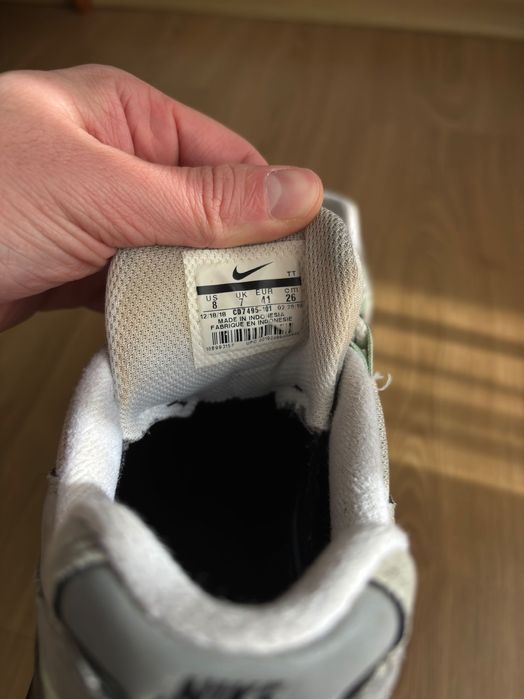 TT
US UK EUR cm
8 7 41 26
12/18/18 CD7495-101
MADE IN INDONESIA
FABRIQUE EN INDONESIE
NIKE